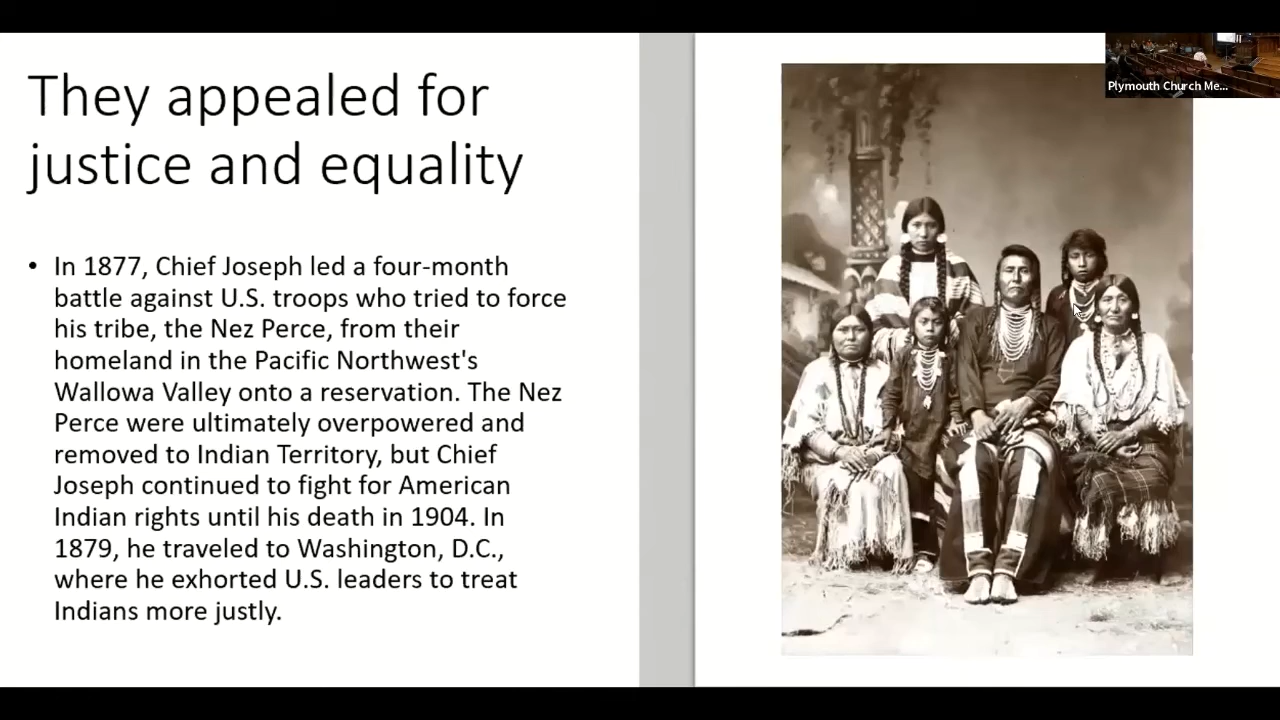 They appealed for
justice and equality
• In 1877, Chief Joseph led a four-month
battle against U.S. troops who tried to force
his tribe, the Nez Perce, from their
homeland in the Pacific Northwest's
Wallowa Valley onto a reservation. The Nez
Perce were ultimately overpowered and
removed to Indian Territory, but Chief
Joseph continued to fight for American
Indian rights until his death in 1904. In
1879, he traveled to Washington, D.C.,
where he exhorted U.S. leaders to treat
Indians more justly.
Plymouth Church Me...